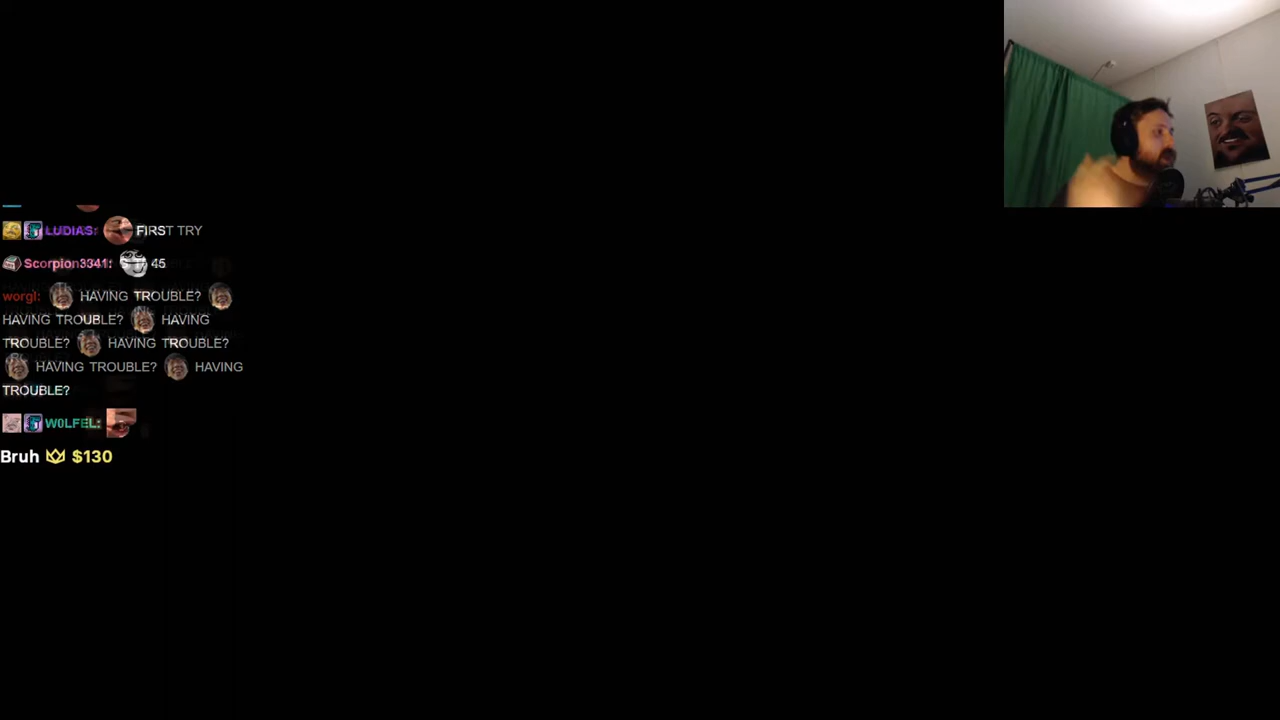 LUDIAS: FIRST TRY
Scorpion3341: 45
worgl: HAVING TROUBLE?
HAVING TROUBLE? HAVING
TROUBLE? HAVING TROUBLE?
HAVING TROUBLE? HAVING
TROUBLE?
W0LFEL:
Bruh $130